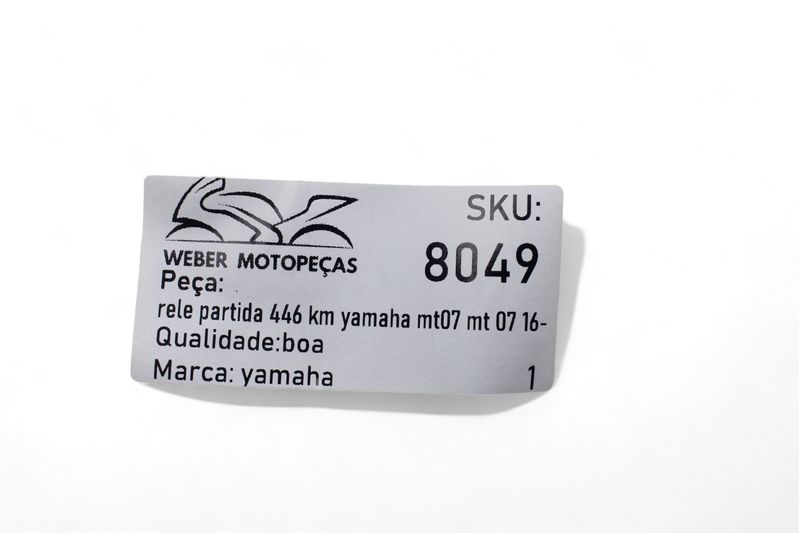 SKU:
8049
WEBER MOTOPEÇAS
Peça:
rele partida 446 km yamaha mt07 mt 07 16-
Qualidade:boa
Marca: yamaha
1